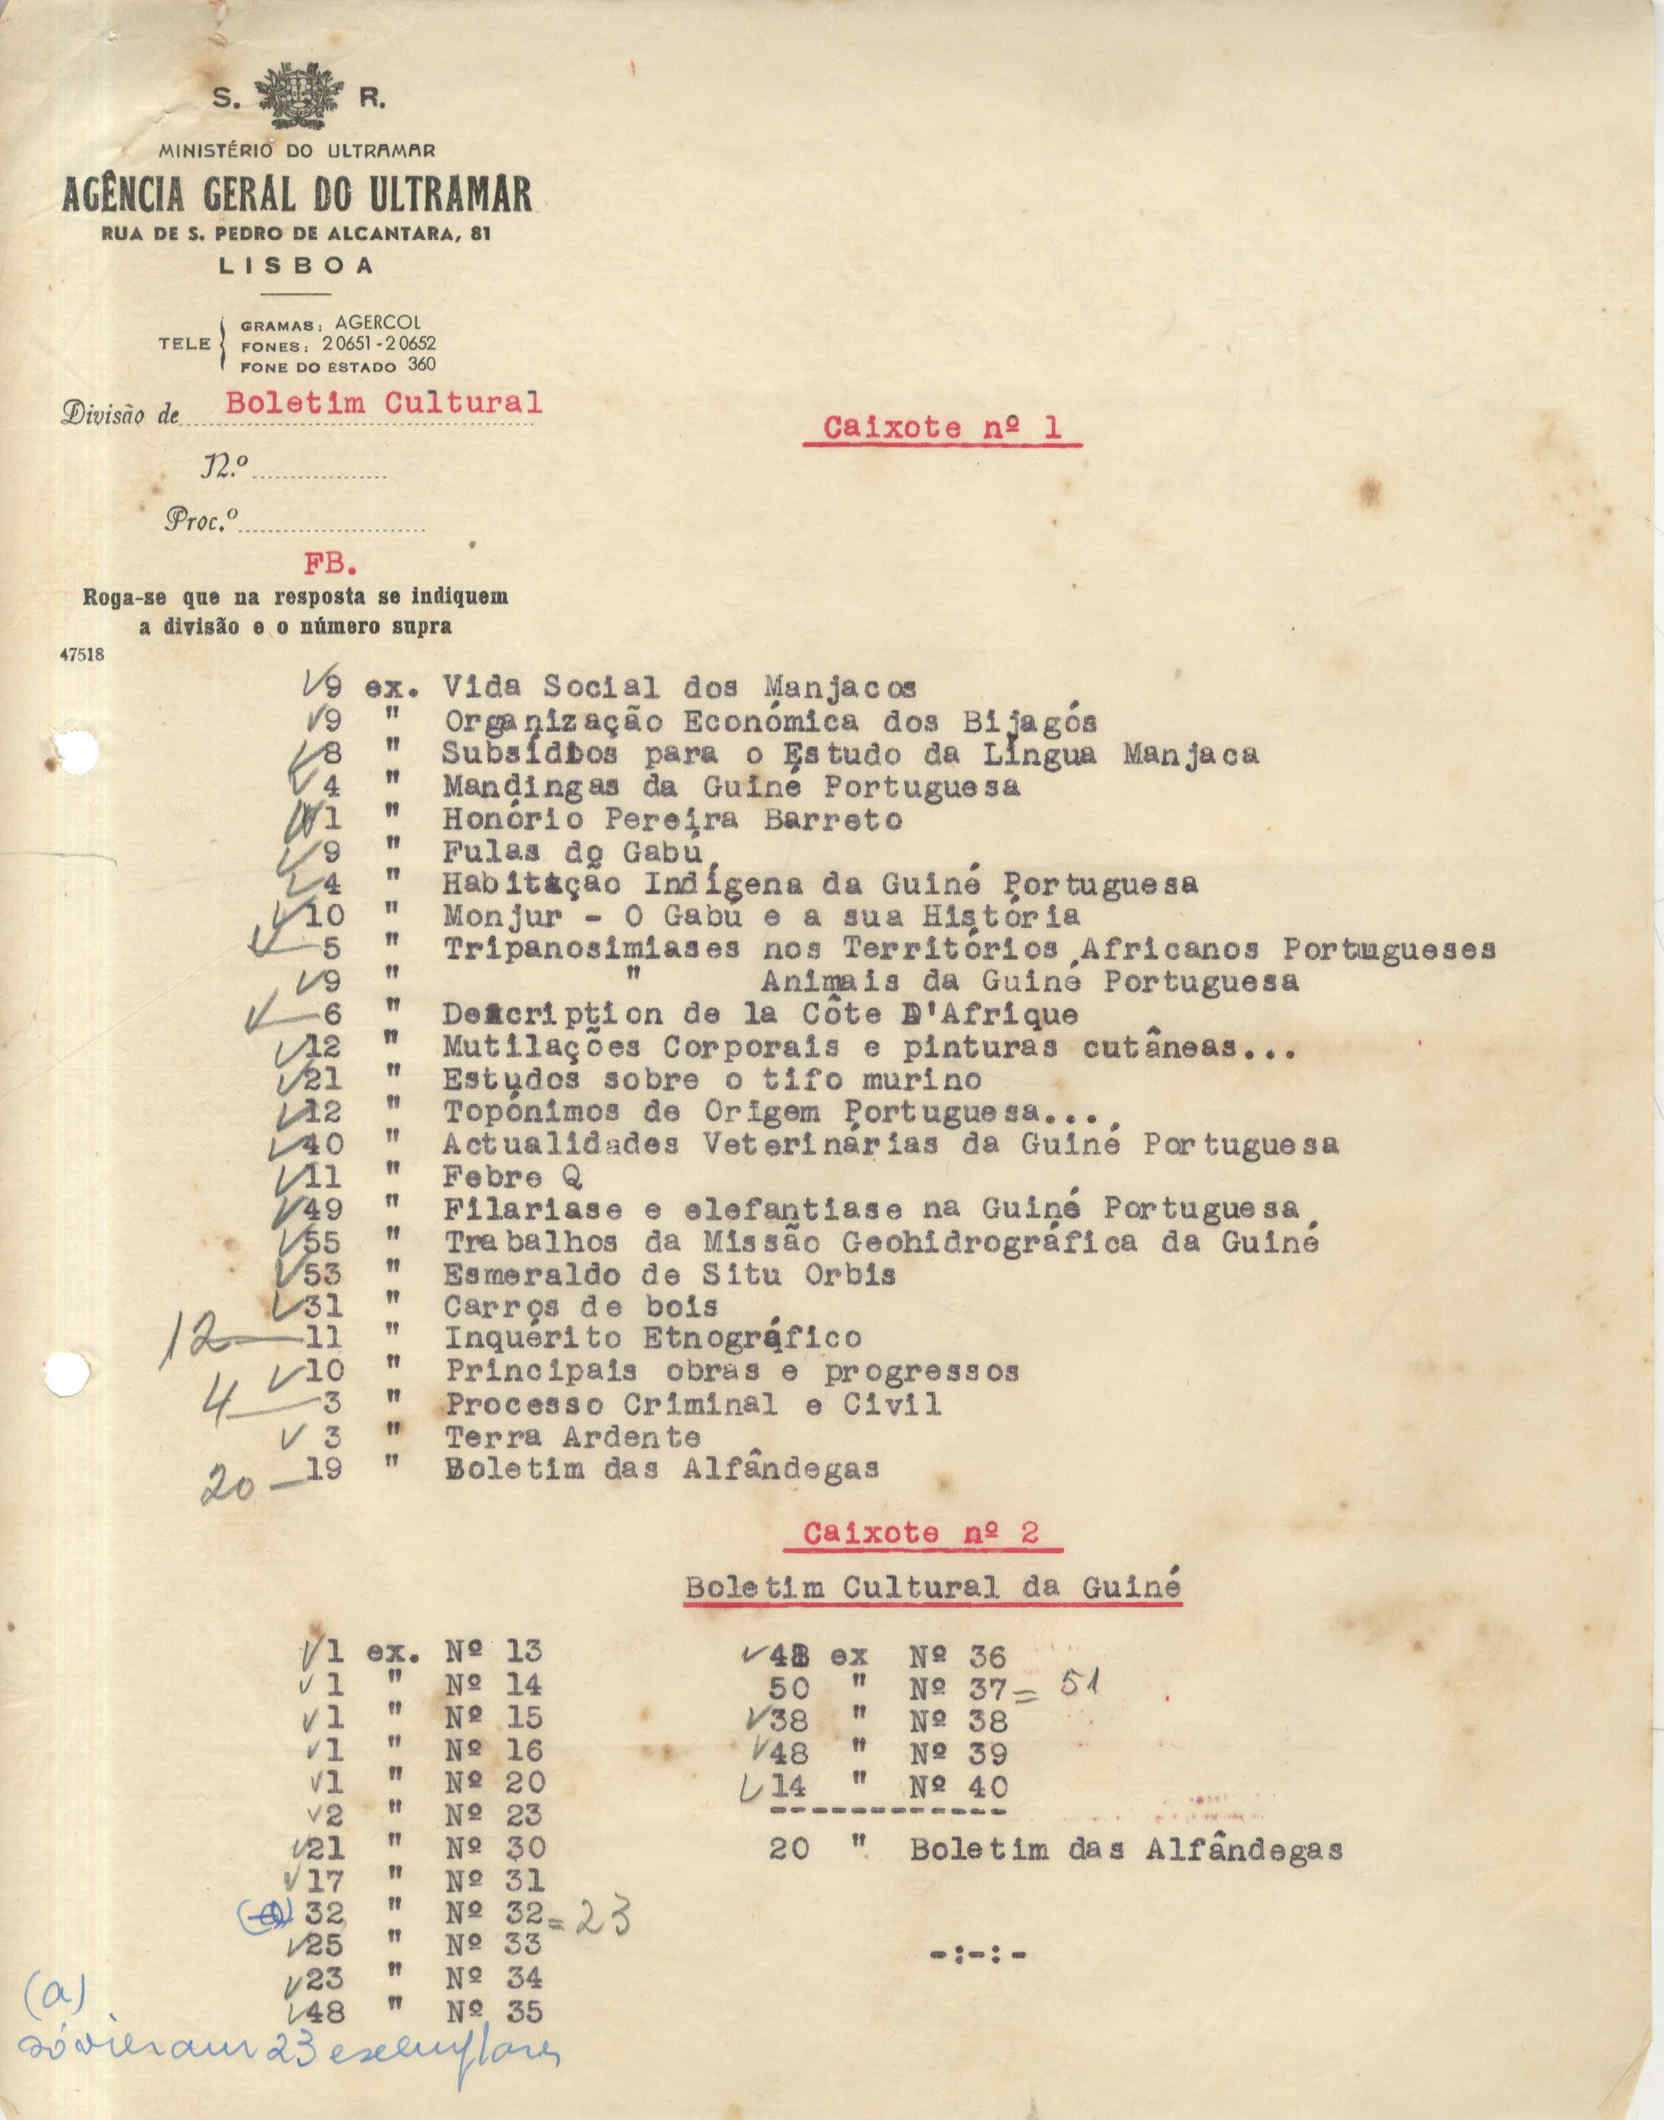 S. R.
MINISTÉRIO DO ULTRAMAR
AGÊNCIA GERAL DO ULTRAMAR
RUA DE S. PEDRO DE ALCANTARA, 81
LISBOA
TELE
GRAMAS: AGERCOL
FONES: 20651-20652
FONE DO ESTADO 360
Divisão de Boletim Cultural
Caixote nº 1
N.º
Proc.º
FB.
Roga-se que na resposta se indiquem
a divisão e o número supra
47518
✓9 ex. Vida Social dos Manjacos
✓9 " Organização Económica dos Bijagós
✓8 " Subsídios para o Estudo da Língua Manjaca
✓4 " Mandingas da Guiné Portuguesa
✓1 " Honório Pereira Barreto
✓9 " Fulas do Gabú
✓4 " Habitação Indígena da Guiné Portuguesa
✓10 " Monjur - O Gabú e a sua História
✓5 " Tripanosimiases nos Territórios Africanos Portugueses
✓9 " " Animais da Guiné Portuguesa
✓6 " Description de la Côte D'Afrique
✓12 " Mutilações Corporais e pinturas cutâneas...
✓21 " Estudos sobre o tifo murino
✓12 " Topónimos de Origem Portuguesa...
✓40 " Actualidades Veterinárias da Guiné Portuguesa
✓11 " Febre Q
✓49 " Filariase e elefantiase na Guiné Portuguesa
✓55 " Trabalhos da Missão Geohidrográfica da Guiné
✓53 " Esmeraldo de Situ Orbis
✓31 " Carros de bois
12—11 " Inquérito Etnográfico
✓10 " Principais obras e progressos
4—3 " Processo Criminal e Civil
✓3 " Terra Ardente
20—19 " Boletim das Alfândegas
Caixote nº 2
Boletim Cultural da Guiné
✓1 ex. Nº 13
✓1 " Nº 14
✓1 " Nº 15
✓1 " Nº 16
✓1 " Nº 20
✓2 " Nº 23
✓21 " Nº 30
✓17 " Nº 31
(a) 32 " Nº 32 = 23
✓25 " Nº 33
✓23 " Nº 34
✓48 " Nº 35
✓ ex Nº 36
50 " Nº 37 = 51
✓38 " Nº 38
✓48 " Nº 39
✓14 " Nº 40
------------
20 " Boletim das Alfândegas
-:-:-
(a)
só vieram 23 exemplares